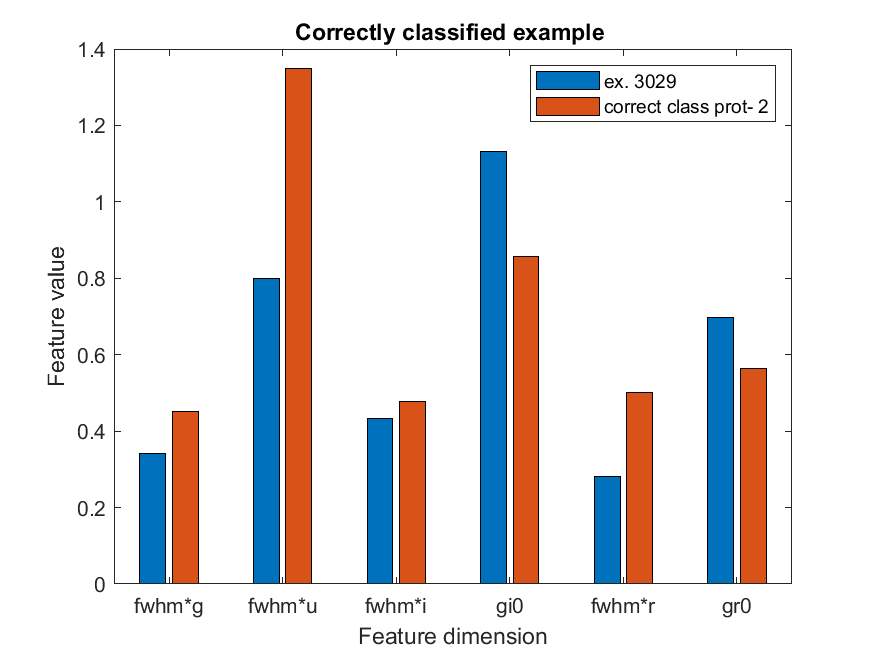 Correctly classified example
ex. 3029
correct class prot- 2
Feature value
1.4
1.2
1
0.8
0.6
0.4
0.2
0
fwhm*g fwhm*u fwhm*i gi0 fwhm*r gr0
Feature dimension